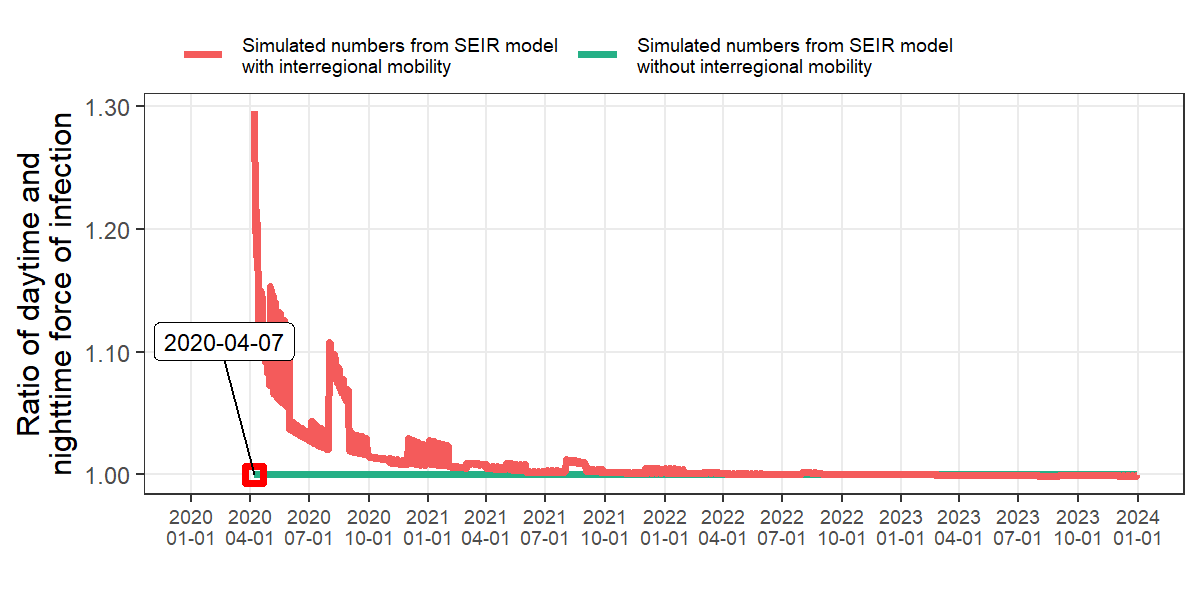 Simulated numbers from SEIR model
with interregional mobility
Simulated numbers from SEIR model
without interregional mobility
Ratio of daytime and
nighttime force of infection
1.30
1.20
1.10
1.00
2020-04-07
2020 2020 2020 2020 2021 2021 2021 2021 2022 2022 2022 2022 2023 2023 2023 2023 2024
01-01 04-01 07-01 10-01 01-01 04-01 07-01 10-01 01-01 04-01 07-01 10-01 01-01 04-01 07-01 10-01 01-01